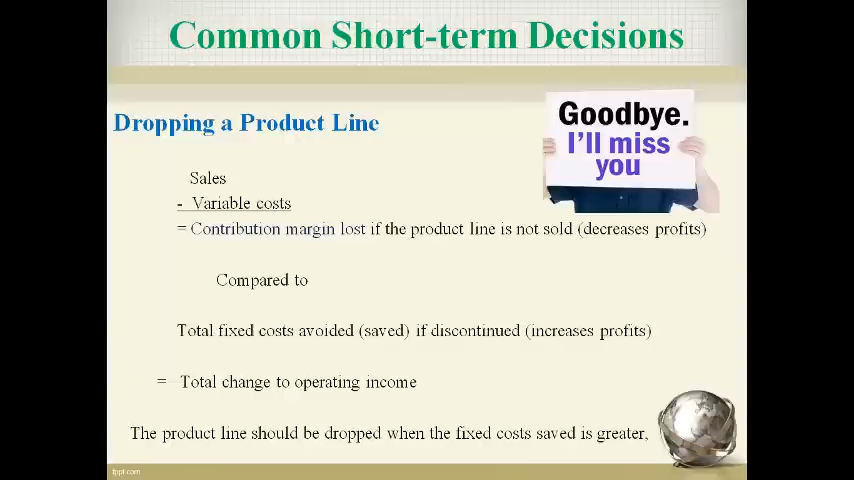 Common Short-term Decisions
Dropping a Product Line
Goodbye.
I'll miss
you
Sales
- Variable costs
= Contribution margin lost if the product line is not sold (decreases profits)
Compared to
Total fixed costs avoided (saved) if discontinued (increases profits)
= Total change to operating income
The product line should be dropped when the fixed costs saved is greater,
fppt.com